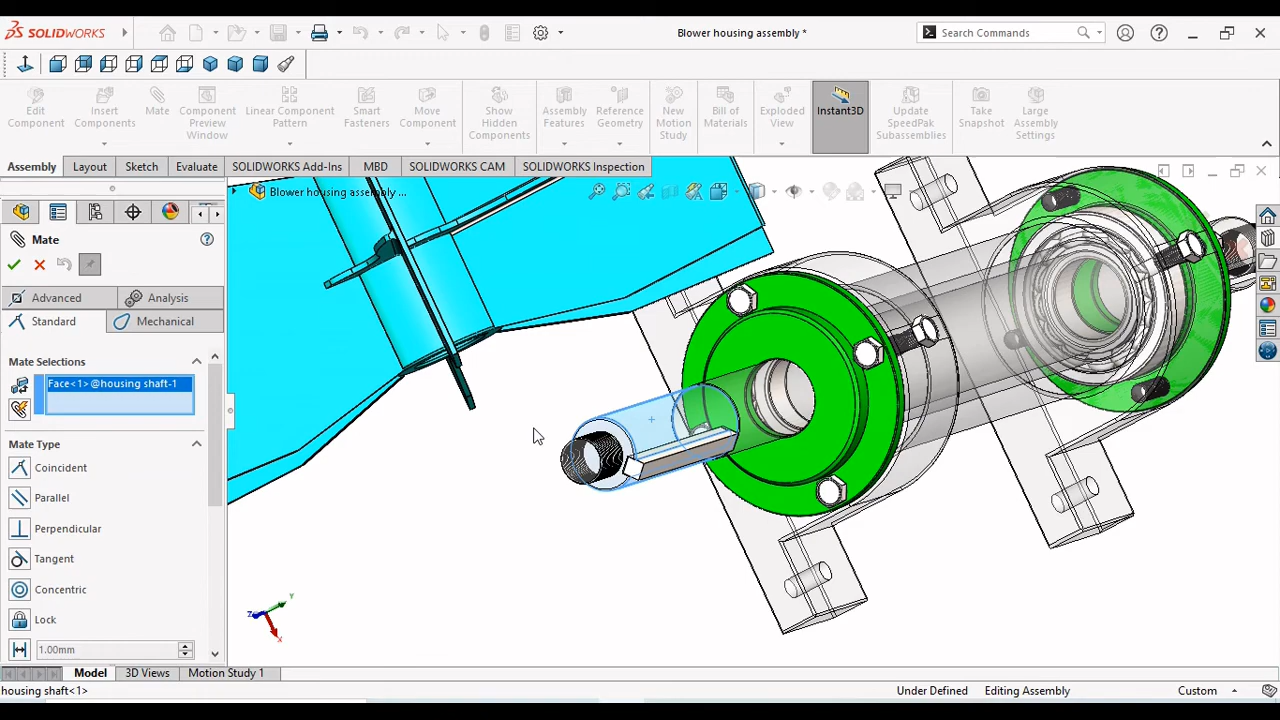 SOLIDWORKS
Blower housing assembly *
Search Commands
Edit
Component
Insert
Components
Mate
Component
Preview
Window
Linear Component
Pattern
Smart
Fasteners
Move
Component
Show
Hidden
Components
Assembly
Features
Reference
Geometry
New
Motion
Study
Bill of
Materials
Exploded
View
Instant3D
Update
SpeedPak
Subassemblies
Take
Snapshot
Large
Assembly
Settings
Assembly
Layout
Sketch
Evaluate
SOLIDWORKS Add-Ins
MBD
SOLIDWORKS CAM
SOLIDWORKS Inspection
Blower housing assembly ...
Mate
Advanced
Analysis
Standard
Mechanical
Mate Selections
Face<1>@housing shaft-1
Mate Type
Coincident
Parallel
Perpendicular
Tangent
Concentric
Lock
1.00mm
Z
Y
X
Model
3D Views
Motion Study 1
housing shaft<1>
Under Defined
Editing Assembly
Custom